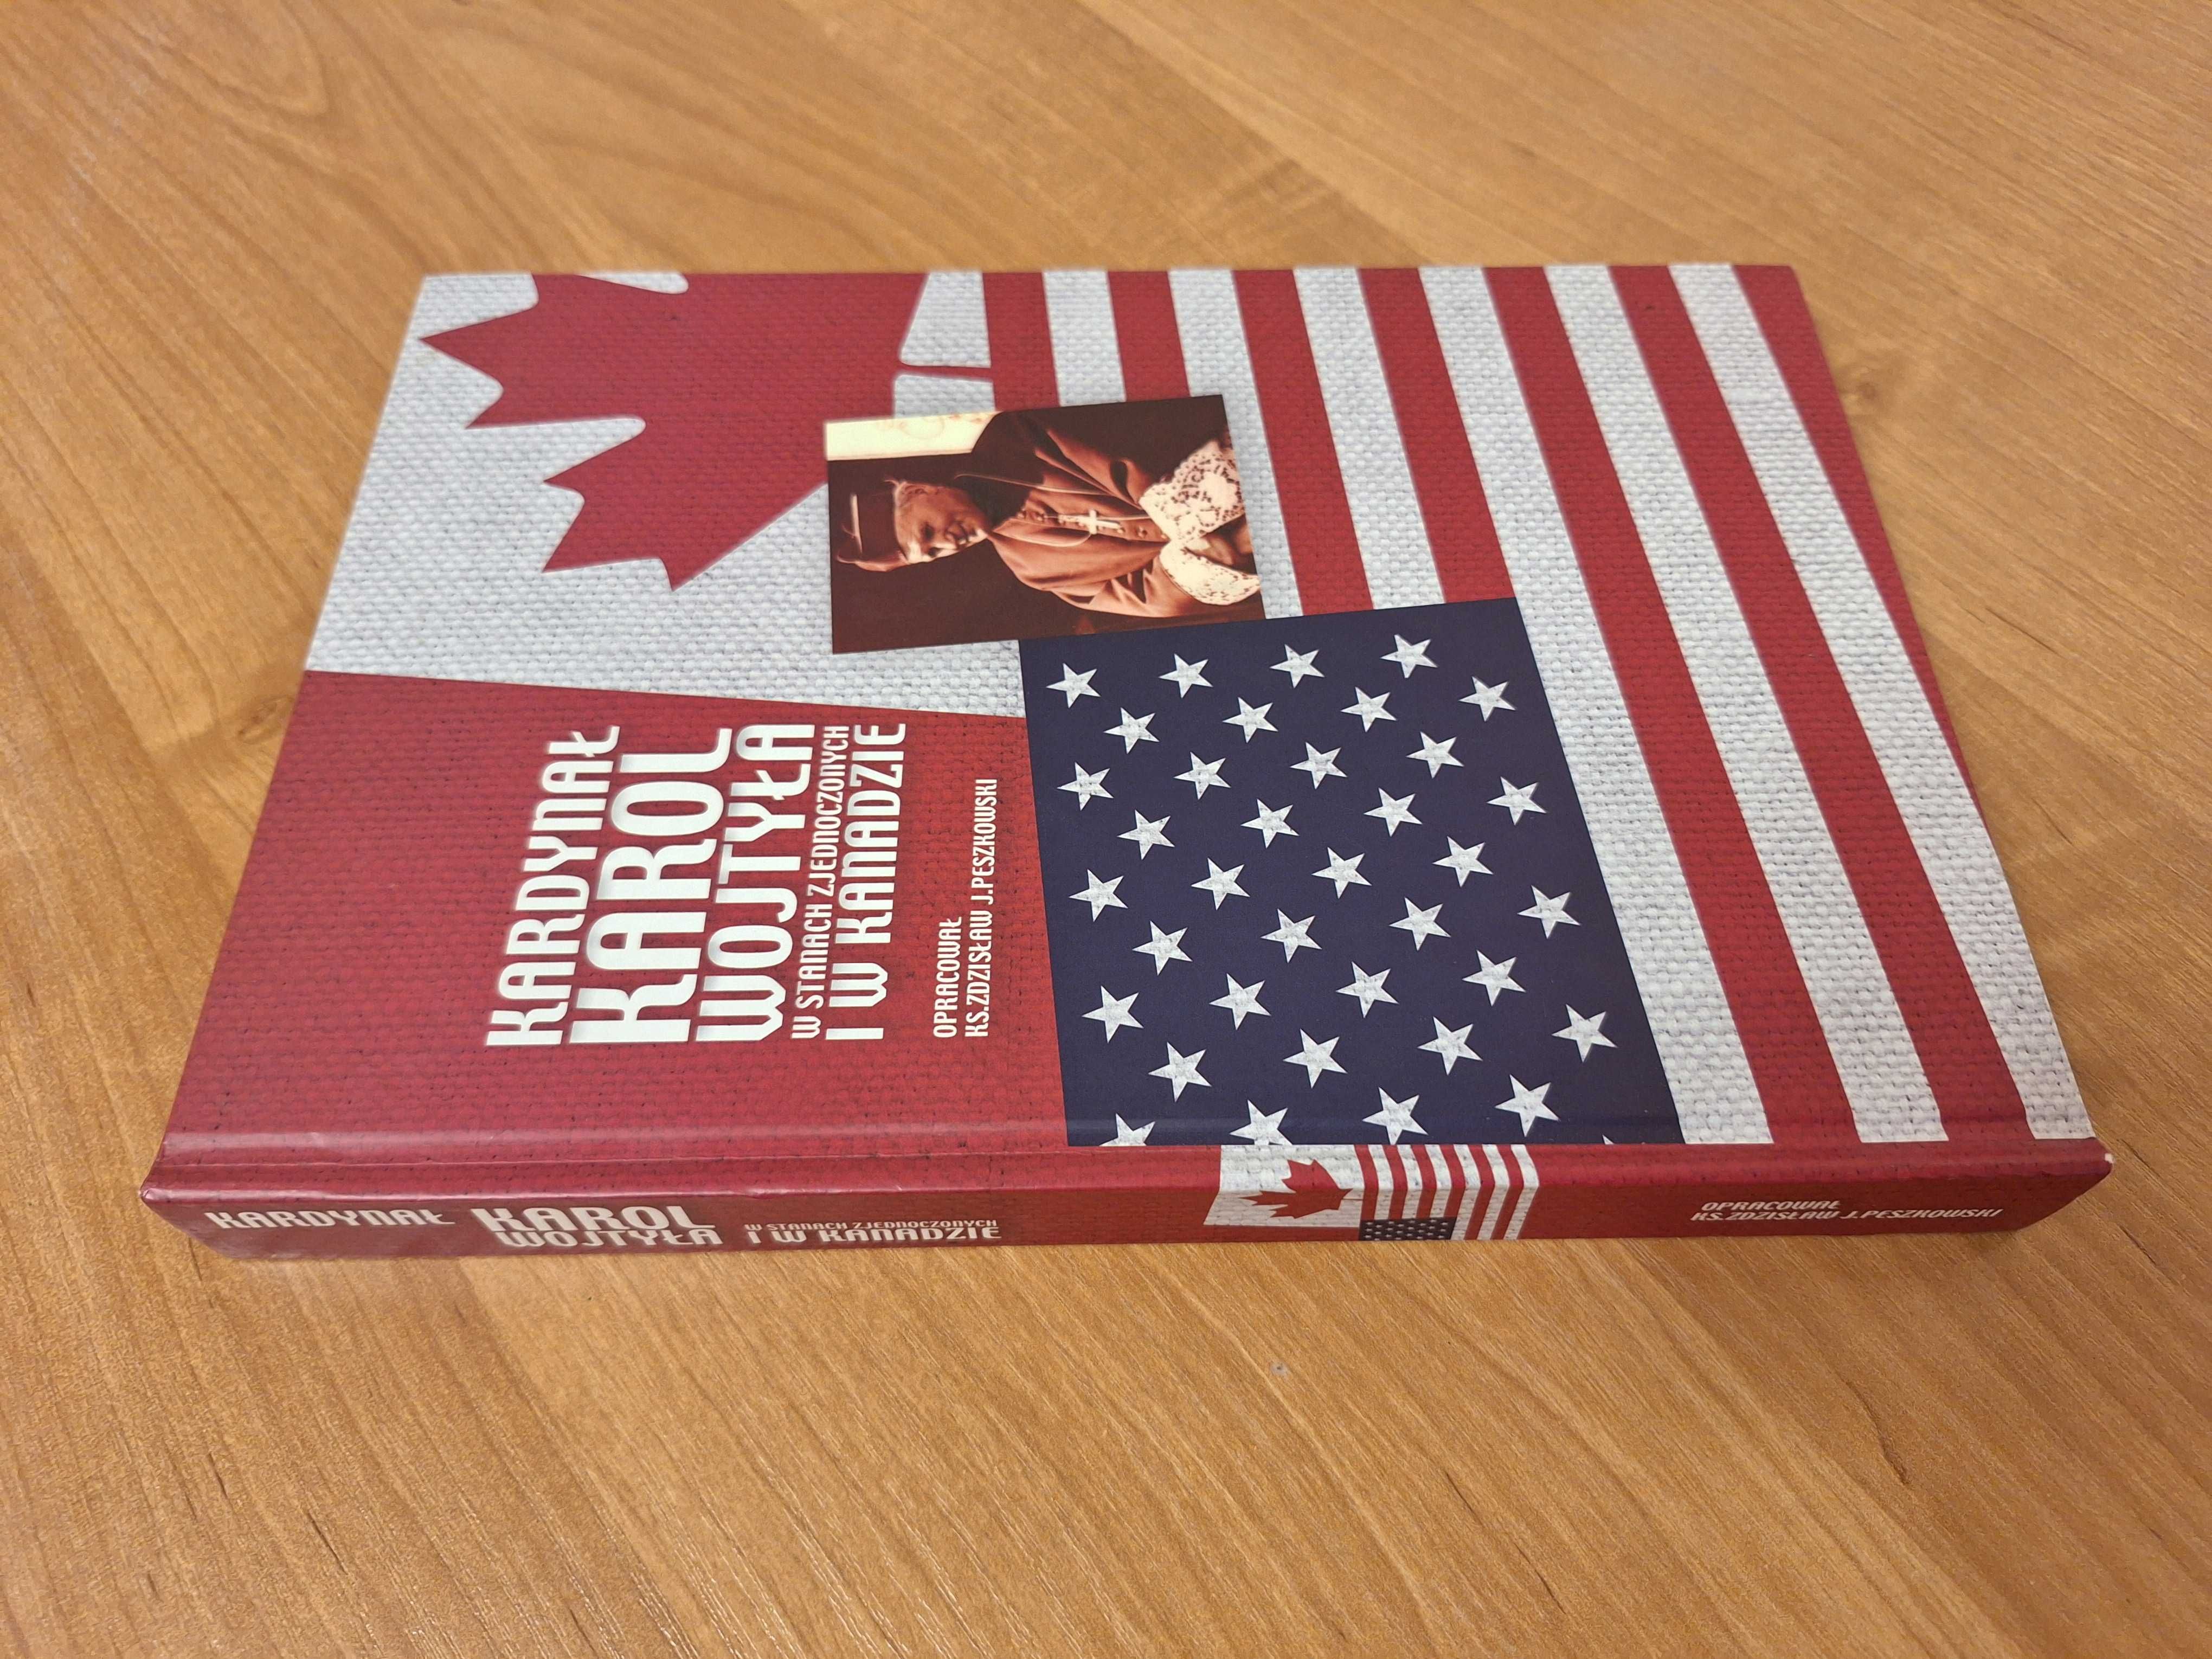 KARDYNAŁ
KAROL
WOJTYŁA
W STANACH ZJEDNOCZONYCH
I W KANADZIE
OPRACOWAŁ
KS. ZDZISŁAW J. PESZKOWSKI
KARDYNAŁ
KAROL
WOJTYŁA
W STANACH ZJEDNOCZONYCH
I W KANADZIE
OPRACOWAŁ
KS. ZDZISŁAW J. PESZKOWSKI